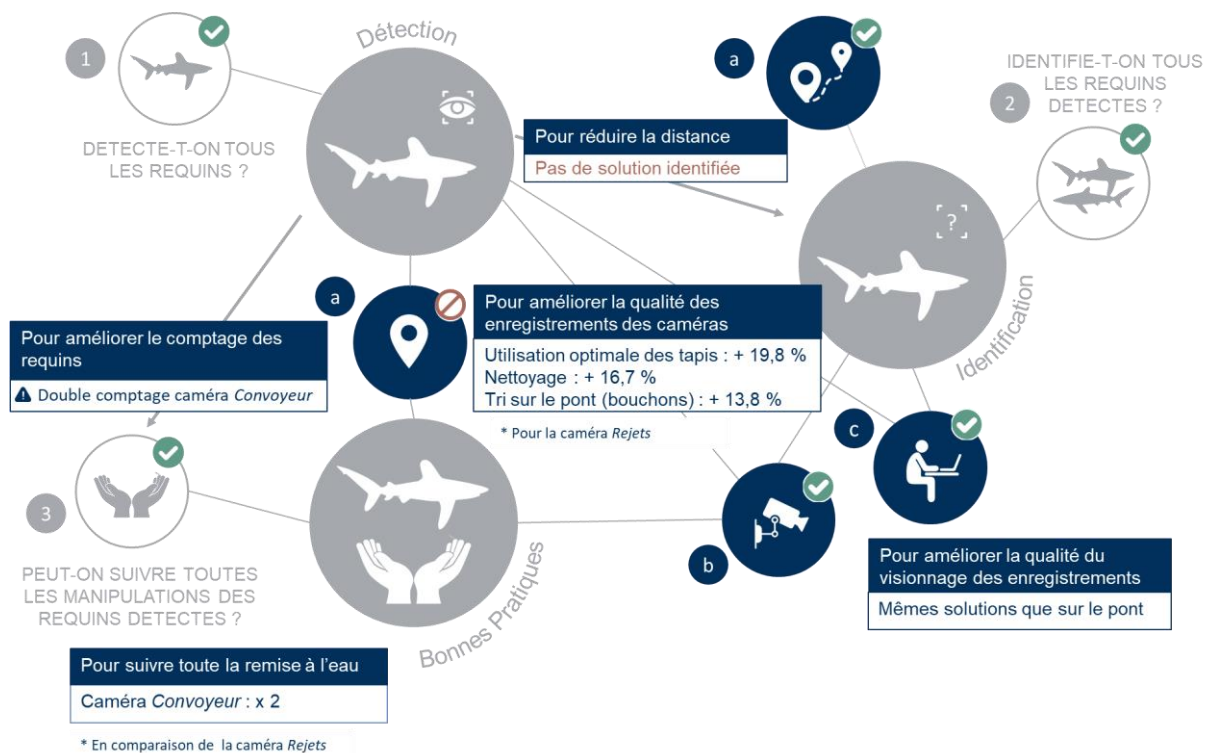 1
Détection
DETECTE-T-ON TOUS
LES REQUINS ?
a
IDENTIFIE-T-ON TOUS
LES REQUINS
DETECTES ?
2
Pour réduire la distance
Pas de solution identifiée
?
Identification
a
Pour améliorer la qualité des
enregistrements des caméras
Utilisation optimale des tapis : + 19,8 %
Nettoyage : + 16,7 %
Tri sur le pont (bouchons) : + 13,8 %
* Pour la caméra Rejets
Pour améliorer le comptage des
requins
Double comptage caméra Convoyeur
3
PEUT-ON SUIVRE TOUTES
LES MANIPULATIONS DES
REQUINS DETECTES ?
Bonnes Pratiques
b
c
Pour améliorer la qualité du
visionnage des enregistrements
Mêmes solutions que sur le pont
Pour suivre toute la remise à l'eau
Caméra Convoyeur : x 2
* En comparaison de la caméra Rejets